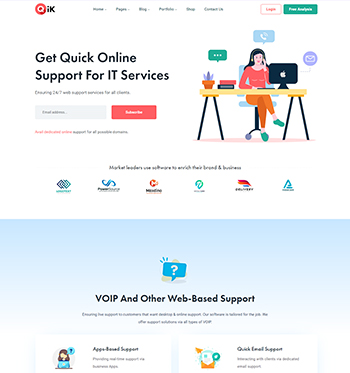 QiK
Home Pages Blog Portfolio Shop
Login
Free Analysis
Get Quick Online
Support For IT Services
Ensuring 24/7 web support services for all clients.
Email address...
Subscribe
Read dedicated online support for all possible domains.
Market leaders use software to enrich their brand & business
PowerSource
Nextline
DELIVERY
VOIP And Other Web-Based Support
Ensuring live support to customers that want desktop & online support. Our software is tailored for the job. We
offer support solutions via all types of VOIP.
Apps-Based Support
Providing real-time support via
business Apps.
Quick Email Support
Interacting with clients via dedicated
email support.